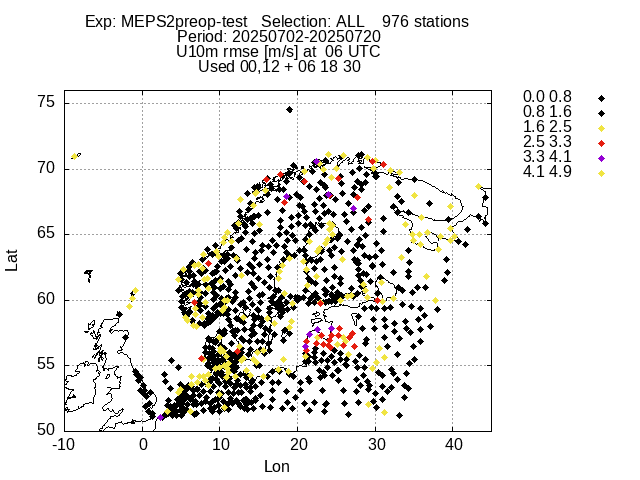 Exp: MEPS2preop-test   Selection: ALL    976 stations
Period: 20250702-20250720
U10m rmse [m/s] at  06 UTC
Used 00,12 + 06 18 30
0.0 0.8
0.8 1.6
1.6 2.5
2.5 3.3
3.3 4.1
4.1 4.9
75
70
65
60
55
50
Lat
-10 0 10 20 30 40
Lon